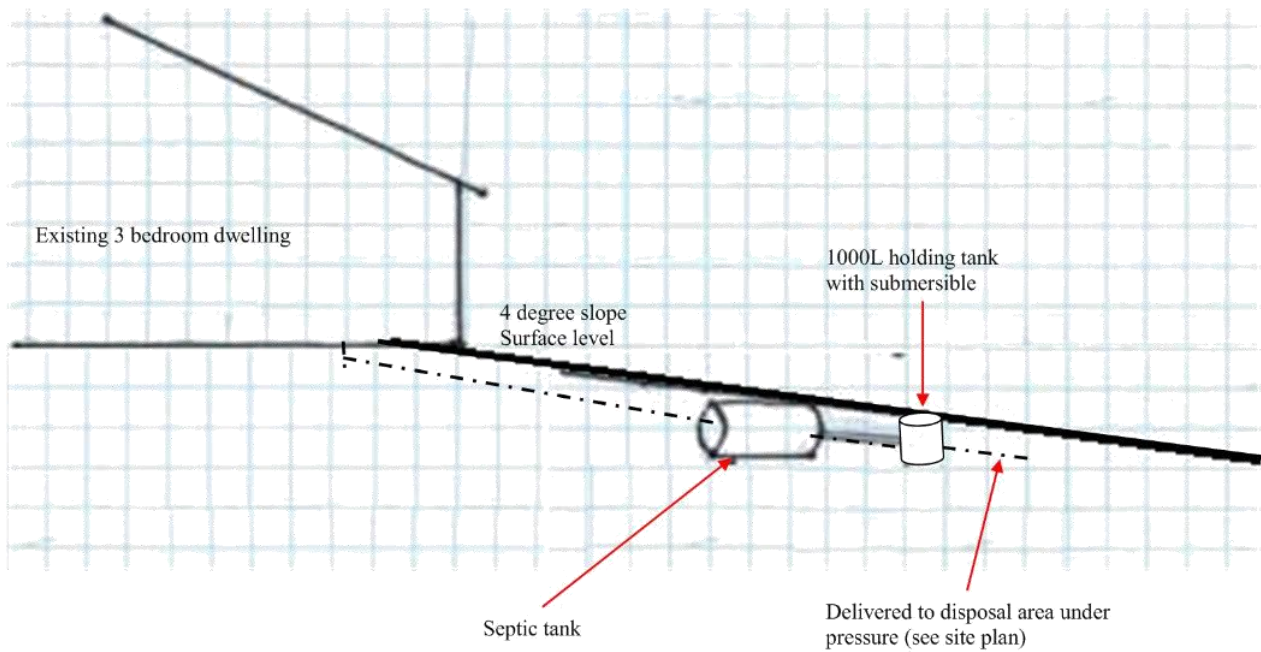 Existing 3 bedroom dwelling
4 degree slope
Surface level
1000L holding tank
with submersible
Septic tank
Delivered to disposal area under
pressure (see site plan)